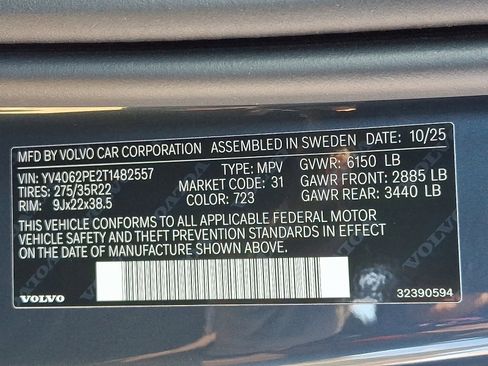 MFD BY VOLVO CAR CORPORATION ASSEMBLED IN SWEDEN DATE: 10/25
VIN: YV4062PE2T1482557 TYPE: MPV GVWR: 6150 LB
TIRES: 275/35R22 MARKET CODE: 31 GAWR FRONT: 2885 LB
RIM: 9Jx22x38.5 COLOR: 723 GAWR REAR: 3440 LB
THIS VEHICLE CONFORMS TO ALL APPLICABLE FEDERAL MOTOR
VEHICLE SAFETY AND THEFT PREVENTION STANDARDS IN EFFECT
ON THE DATE OF MANUFACTURE SHOWN ABOVE.
VOLVO 32390594